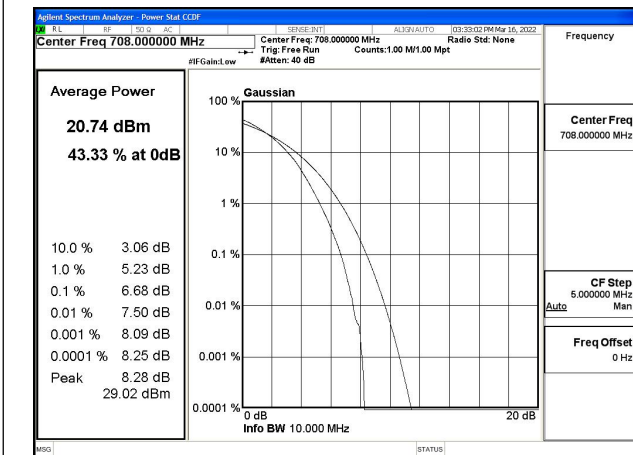 Agilent Spectrum Analyzer - Power Stat CCDF
RL RF 50 Ω AC SENSE:INT ALIGN AUTO 03:33:02 PM Mar 16, 2022
Center Freq 708.000000 MHz
Center Freq: 708.000000 MHz Radio Std: None
Trig: Free Run Counts:1.00 M/1.00 Mpt
#IFGain:Low #Atten: 40 dB
Frequency
Average Power
20.74 dBm
43.33 % at 0dB
10.0 % 3.06 dB
1.0 % 5.23 dB
0.1 % 6.68 dB
0.01 % 7.50 dB
0.001 % 8.09 dB
0.0001 % 8.25 dB
Peak 8.28 dB
29.02 dBm
Gaussian
100 %
10 %
1 %
0.1 %
0.01 %
0.001 %
0.0001 %
0 dB 20 dB
Info BW 10.000 MHz
Center Freq
708.000000 MHz
CF Step
5.000000 MHz
Auto Man
Freq Offset
0 Hz
MSG STATUS